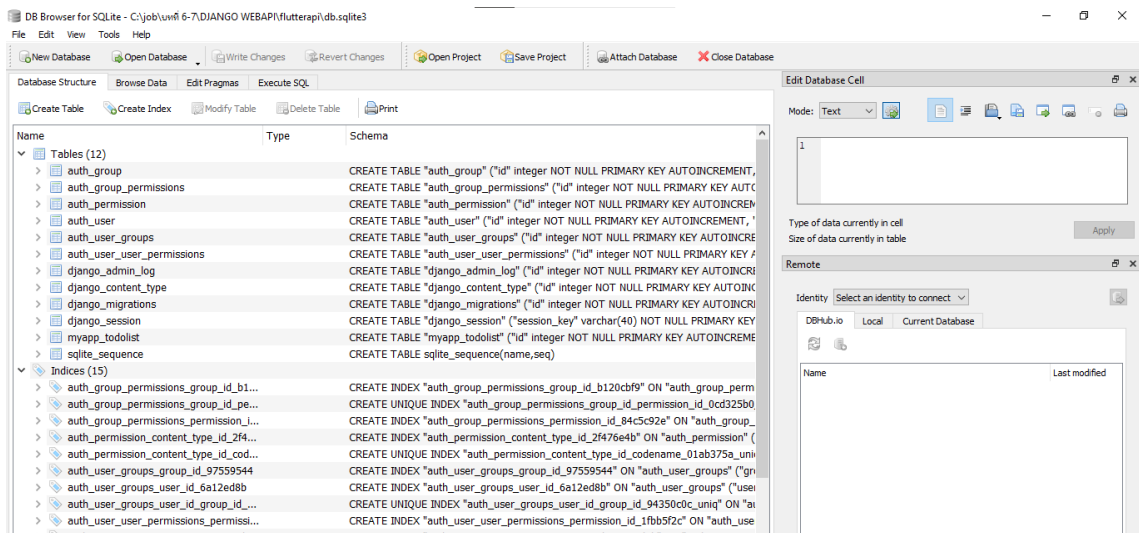 DB Browser for SQLite - C:\job\บทที่ 6-7\DJANGO WEBAPI\flutterapi\db.sqlite3
File Edit View Tools Help
New Database Open Database Write Changes Revert Changes Open Project Save Project Attach Database Close Database
Database Structure Browse Data Edit Pragmas Execute SQL
Create Table Create Index Modify Table Delete Table Print
Name Type Schema
Tables (12)
auth_group CREATE TABLE "auth_group" ("id" integer NOT NULL PRIMARY KEY AUTOINCREMENT,
auth_group_permissions CREATE TABLE "auth_group_permissions" ("id" integer NOT NULL PRIMARY KEY AUTO
auth_permission CREATE TABLE "auth_permission" ("id" integer NOT NULL PRIMARY KEY AUTOINCREM
auth_user CREATE TABLE "auth_user" ("id" integer NOT NULL PRIMARY KEY AUTOINCREMENT, "
auth_user_groups CREATE TABLE "auth_user_groups" ("id" integer NOT NULL PRIMARY KEY AUTOINCRE
auth_user_user_permissions CREATE TABLE "auth_user_user_permissions" ("id" integer NOT NULL PRIMARY KEY A
django_admin_log CREATE TABLE "django_admin_log" ("id" integer NOT NULL PRIMARY KEY AUTOINCRE
django_content_type CREATE TABLE "django_content_type" ("id" integer NOT NULL PRIMARY KEY AUTOINC
django_migrations CREATE TABLE "django_migrations" ("id" integer NOT NULL PRIMARY KEY AUTOINCR
django_session CREATE TABLE "django_session" ("session_key" varchar(40) NOT NULL PRIMARY KEY
myapp_todolist CREATE TABLE "myapp_todolist" ("id" integer NOT NULL PRIMARY KEY AUTOINCREME
sqlite_sequence CREATE TABLE sqlite_sequence(name,seq)
Indices (15)
auth_group_permissions_group_id_b1... CREATE INDEX "auth_group_permissions_group_id_b120cbf9" ON "auth_group_perm
auth_group_permissions_group_id_pe... CREATE UNIQUE INDEX "auth_group_permissions_group_id_permission_id_0cd325b0_
auth_group_permissions_permission_i... CREATE INDEX "auth_group_permissions_permission_id_84c5c92e" ON "auth_group_
auth_permission_content_type_id_2f4... CREATE INDEX "auth_permission_content_type_id_2f476e4b" ON "auth_permission" (
auth_permission_content_type_id_cod... CREATE UNIQUE INDEX "auth_permission_content_type_id_codename_01ab375a_uni
auth_user_groups_group_id_97559544 CREATE INDEX "auth_user_groups_group_id_97559544" ON "auth_user_groups" ("gr
auth_user_groups_user_id_6a12ed8b CREATE INDEX "auth_user_groups_user_id_6a12ed8b" ON "auth_user_groups" ("user
auth_user_groups_user_id_group_id_... CREATE UNIQUE INDEX "auth_user_groups_user_id_group_id_94350c0c_uniq" ON "au
auth_user_user_permissions_permissi... CREATE INDEX "auth_user_user_permissions_permission_id_1fbb5f2c" ON "auth_use
Edit Database Cell
Mode: Text
1
Type of data currently in cell
Size of data currently in table
Apply
Remote
Identity Select an identity to connect
DBHub.io Local Current Database
Name Last modified